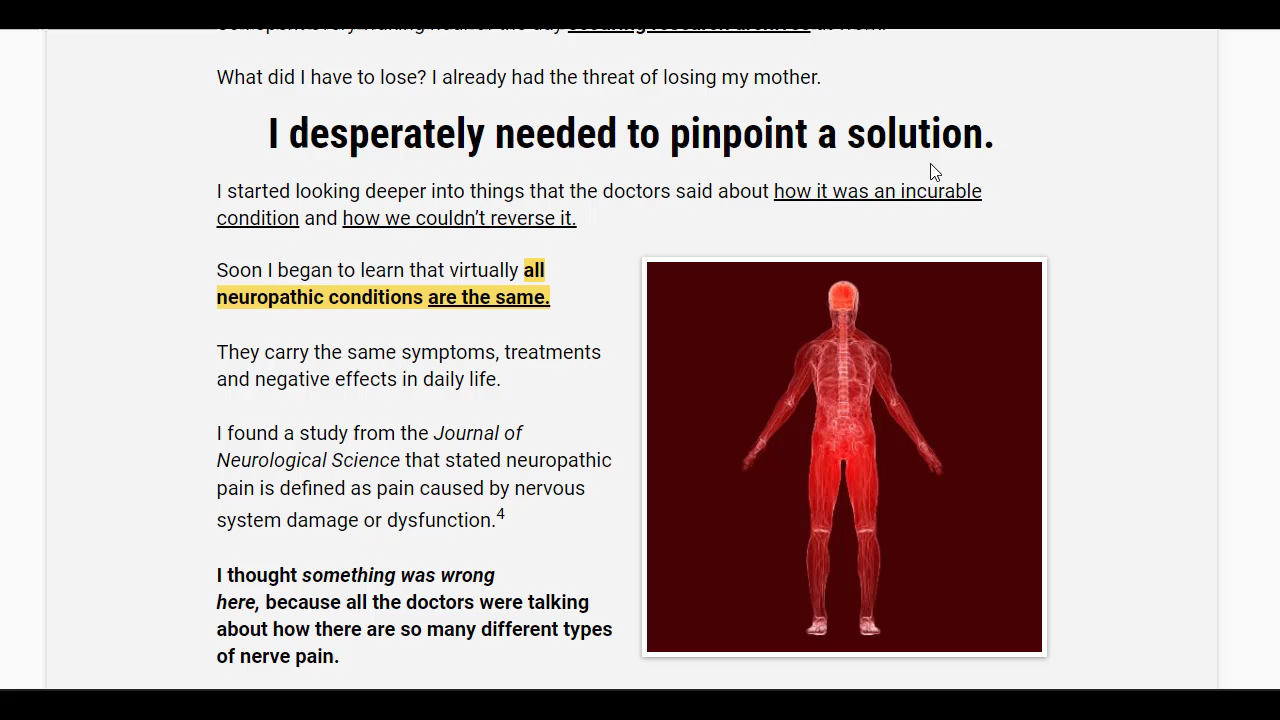 What did I have to lose? I already had the threat of losing my mother.
I desperately needed to pinpoint a solution.
I started looking deeper into things that the doctors said about how it was an incurable
condition and how we couldn’t reverse it.
Soon I began to learn that virtually all
neuropathic conditions are the same.
They carry the same symptoms, treatments
and negative effects in daily life.
I found a study from the Journal of
Neurological Science that stated neuropathic
pain is defined as pain caused by nervous
system damage or dysfunction.4
I thought something was wrong
here, because all the doctors were talking
about how there are so many different types
of nerve pain.